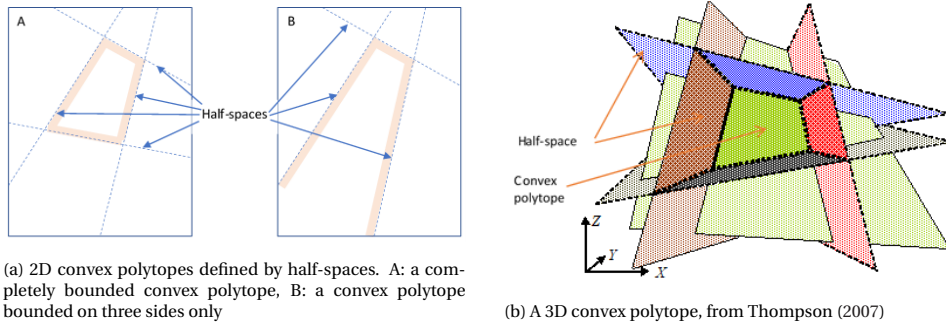 A
B
Half-spaces
(a) 2D convex polytopes defined by half-spaces. A: a com-
pletely bounded convex polytope, B: a convex polytope
bounded on three sides only
Half-space
Convex
polytope
Z
Y
X
(b) A 3D convex polytope, from Thompson (2007)